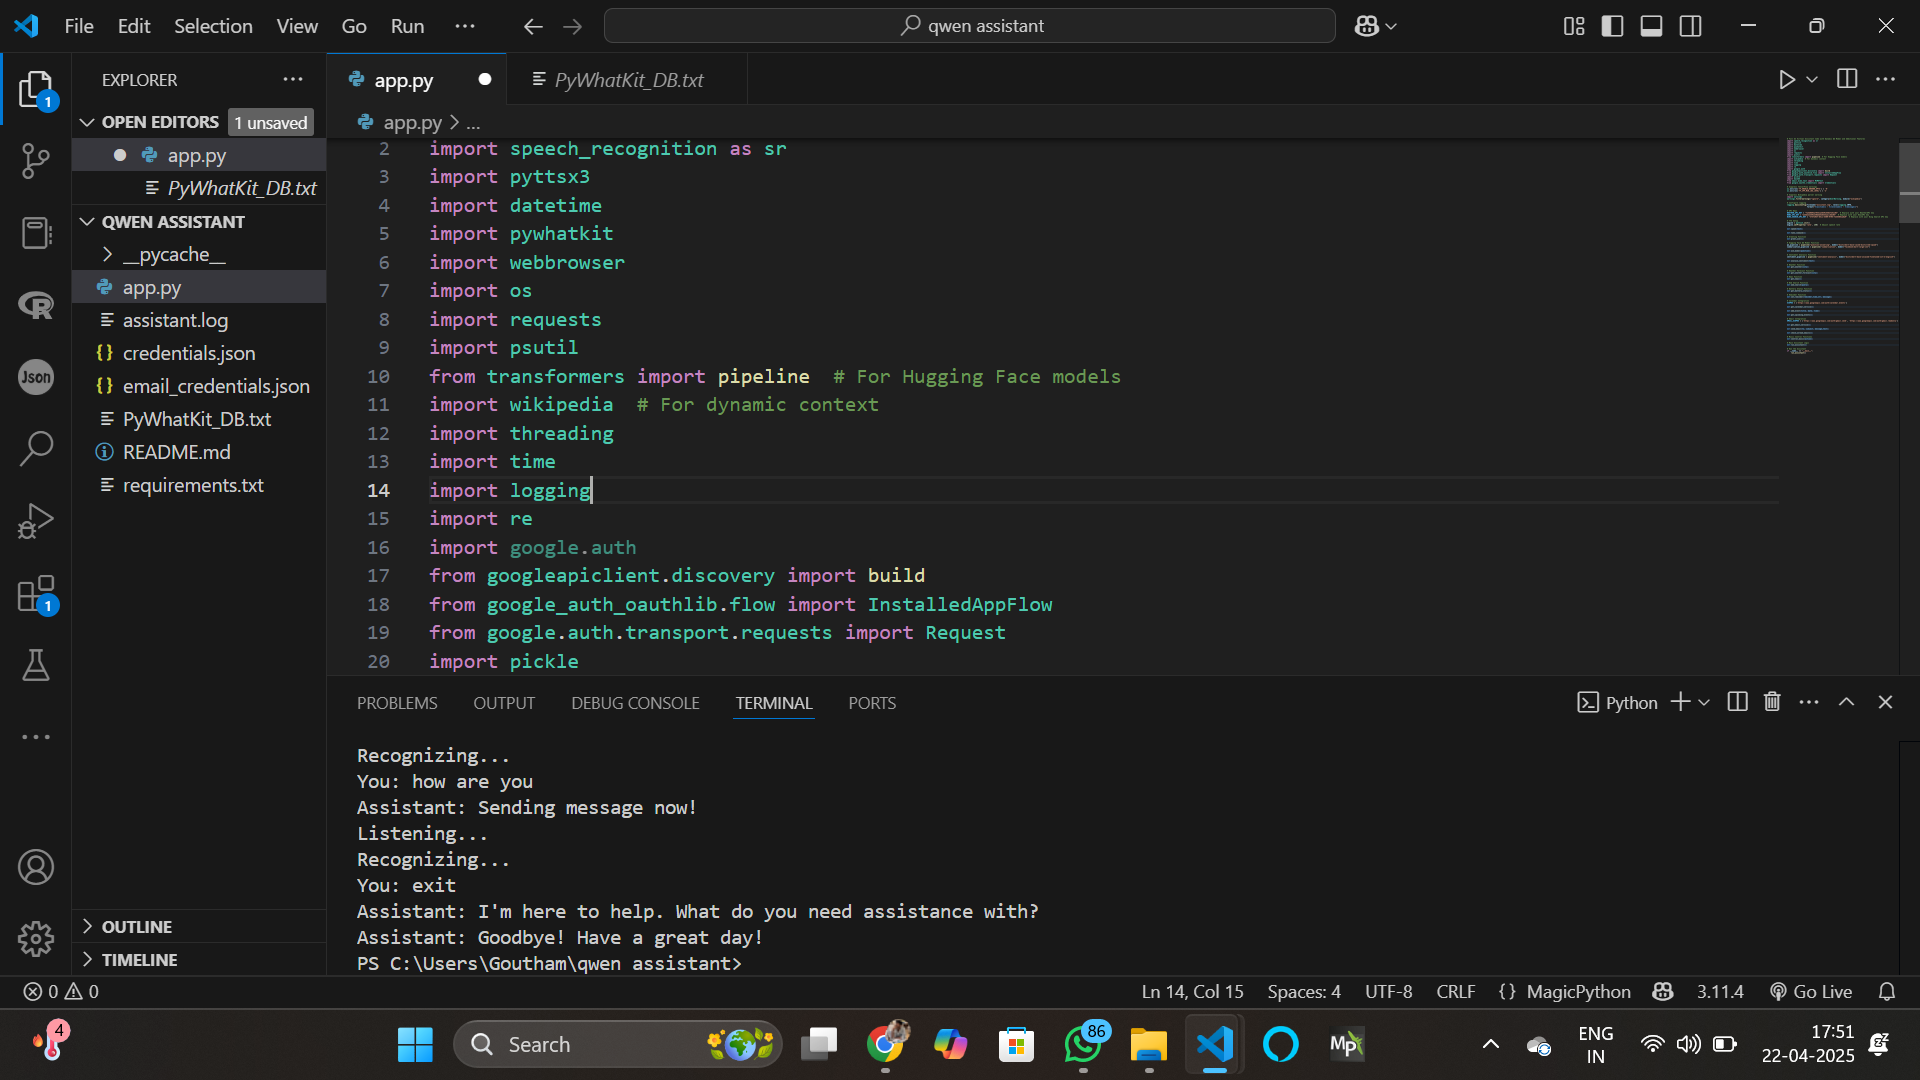 File Edit Selection View Go Run ...
qwen assistant
EXPLORER
OPEN EDITORS 1 unsaved
app.py
PyWhatKit_DB.txt
QWEN ASSISTANT
__pycache__
app.py
assistant.log
credentials.json
email_credentials.json
PyWhatKit_DB.txt
README.md
requirements.txt
OUTLINE
TIMELINE
1
1
Json
app.py
PyWhatKit_DB.txt
app.py > ...
2 import speech_recognition as sr
3 import pyttsx3
4 import datetime
5 import pywhatkit
6 import webbrowser
7 import os
8 import requests
9 import psutil
10 from transformers import pipeline # For Hugging Face models
11 import wikipedia # For dynamic context
12 import threading
13 import time
14 import logging
15 import re
16 import google.auth
17 from googleapiclient.discovery import build
18 from google_auth_oauthlib.flow import InstalledAppFlow
19 from google.auth.transport.requests import Request
20 import pickle
PROBLEMS OUTPUT DEBUG CONSOLE TERMINAL PORTS
Python
Recognizing...
You: how are you
Assistant: Sending message now!
Listening...
Recognizing...
You: exit
Assistant: I'm here to help. What do you need assistance with?
Assistant: Goodbye! Have a great day!
PS C:\Users\Goutham\qwen assistant>
0 0
Ln 14, Col 15 Spaces: 4 UTF-8 CRLF {} MagicPython 3.11.4 Go Live
4
Search
86
Mp
ENG
IN
17:51
22-04-2025